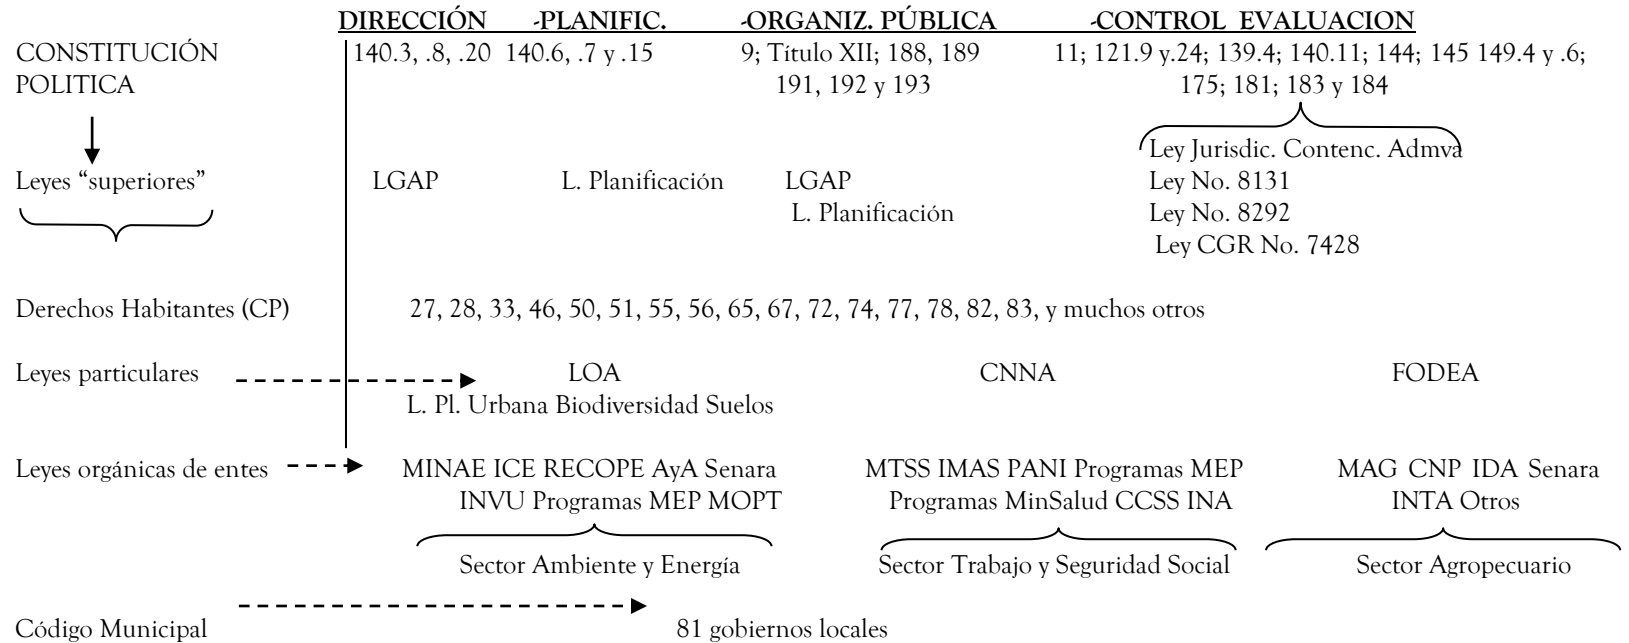 DIRECCIÓN -PLANIFIC. -ORGANIZ. PÚBLICA -CONTROL EVALUACION
CONSTITUCIÓN 140.3, .8, .20 140.6, .7 y .15 9; Título XII; 188, 189 11; 121.9 y.24; 139.4; 140.11; 144; 145 149.4 y .6;
POLITICA 191, 192 y 193 175; 181; 183 y 184
Ley Jurisdic. Contenc. Admva
Leyes “superiores” LGAP L. Planificación LGAP Ley No. 8131
L. Planificación Ley No. 8292
Ley CGR No. 7428
Derechos Habitantes (CP) 27, 28, 33, 46, 50, 51, 55, 56, 65, 67, 72, 74, 77, 78, 82, 83, y muchos otros
Leyes particulares LOA CNNA FODEA
L. Pl. Urbana Biodiversidad Suelos
Leyes orgánicas de entes MINAE ICE RECOPE AyA Senara MTSS IMAS PANI Programas MEP MAG CNP IDA Senara
INVU Programas MEP MOPT Programas MinSalud CCSS INA INTA Otros
Sector Ambiente y Energía Sector Trabajo y Seguridad Social Sector Agropecuario
Código Municipal 81 gobiernos locales